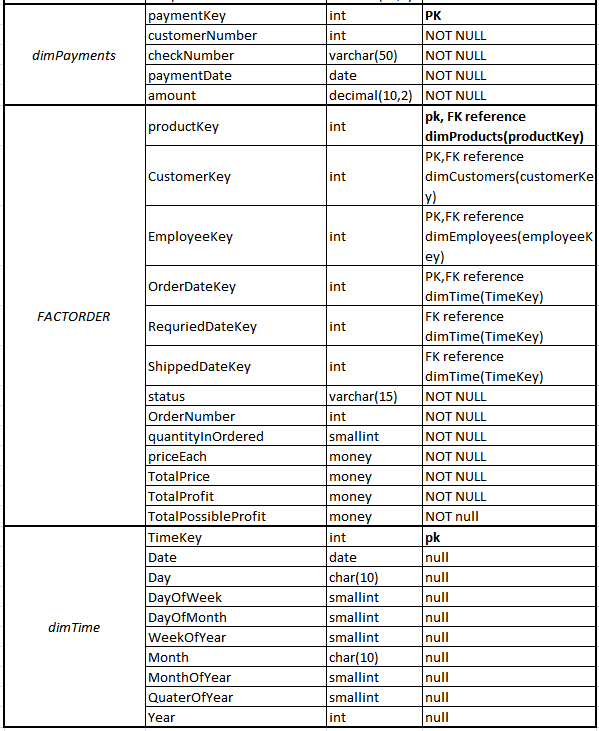 paymentKey int PK
dimPayments
customerNumber int NOT NULL
checkNumber varchar(50) NOT NULL
paymentDate date NOT NULL
amount decimal(10,2) NOT NULL
FACTORDER
productKey int pk, FK reference
dimProducts(productKey)
CustomerKey int PK,FK reference
dimCustomers(customerKe
y)
EmployeeKey int PK,FK reference
dimEmployees(employeeK
ey)
OrderDateKey int PK,FK reference
dimTime(TimeKey)
RequriedDateKey int FK reference
dimTime(TimeKey)
ShippedDateKey int FK reference
dimTime(TimeKey)
status varchar(15) NOT NULL
OrderNumber int NOT NULL
quantityInOrdered smallint NOT NULL
priceEach money NOT NULL
TotalPrice money NOT NULL
TotalProfit money NOT NULL
TotalPossibleProfit money NOT null
dimTime
TimeKey int pk
Date date null
Day char(10) null
DayOfWeek smallint null
DayOfMonth smallint null
WeekOfYear smallint null
Month char(10) null
MonthOfYear smallint null
QuaterOfYear smallint null
Year int null